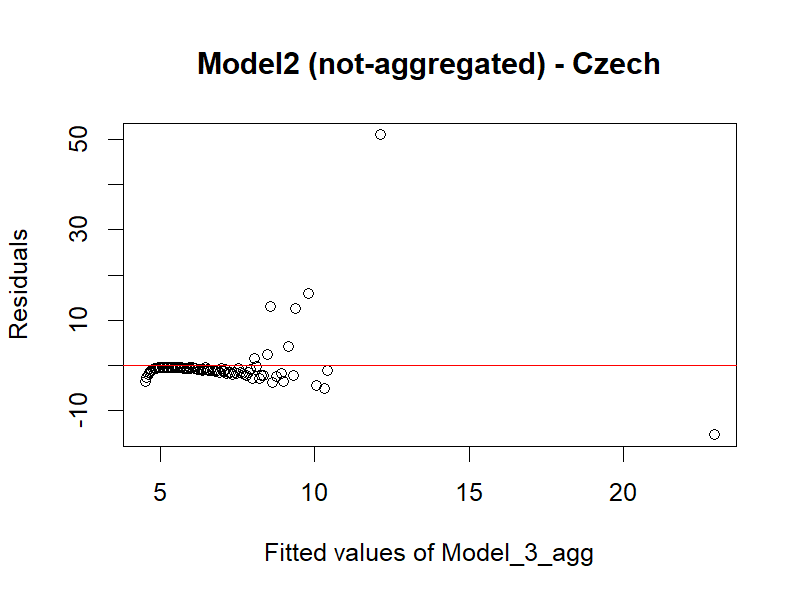 Model2 (not-aggregated) - Czech
Residuals
50
30
10
-10
5
10
15
20
Fitted values of Model_3_agg